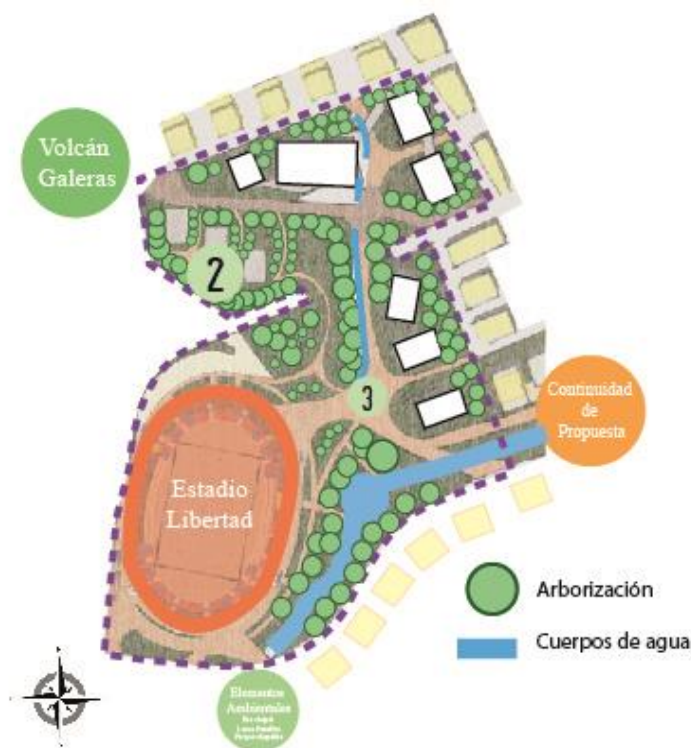 Volcán
Galeras
2
3
Continuidad
de
Propuesta
Estadio
Libertad
Arborización
Cuerpos de agua
Elementos
Ambientales